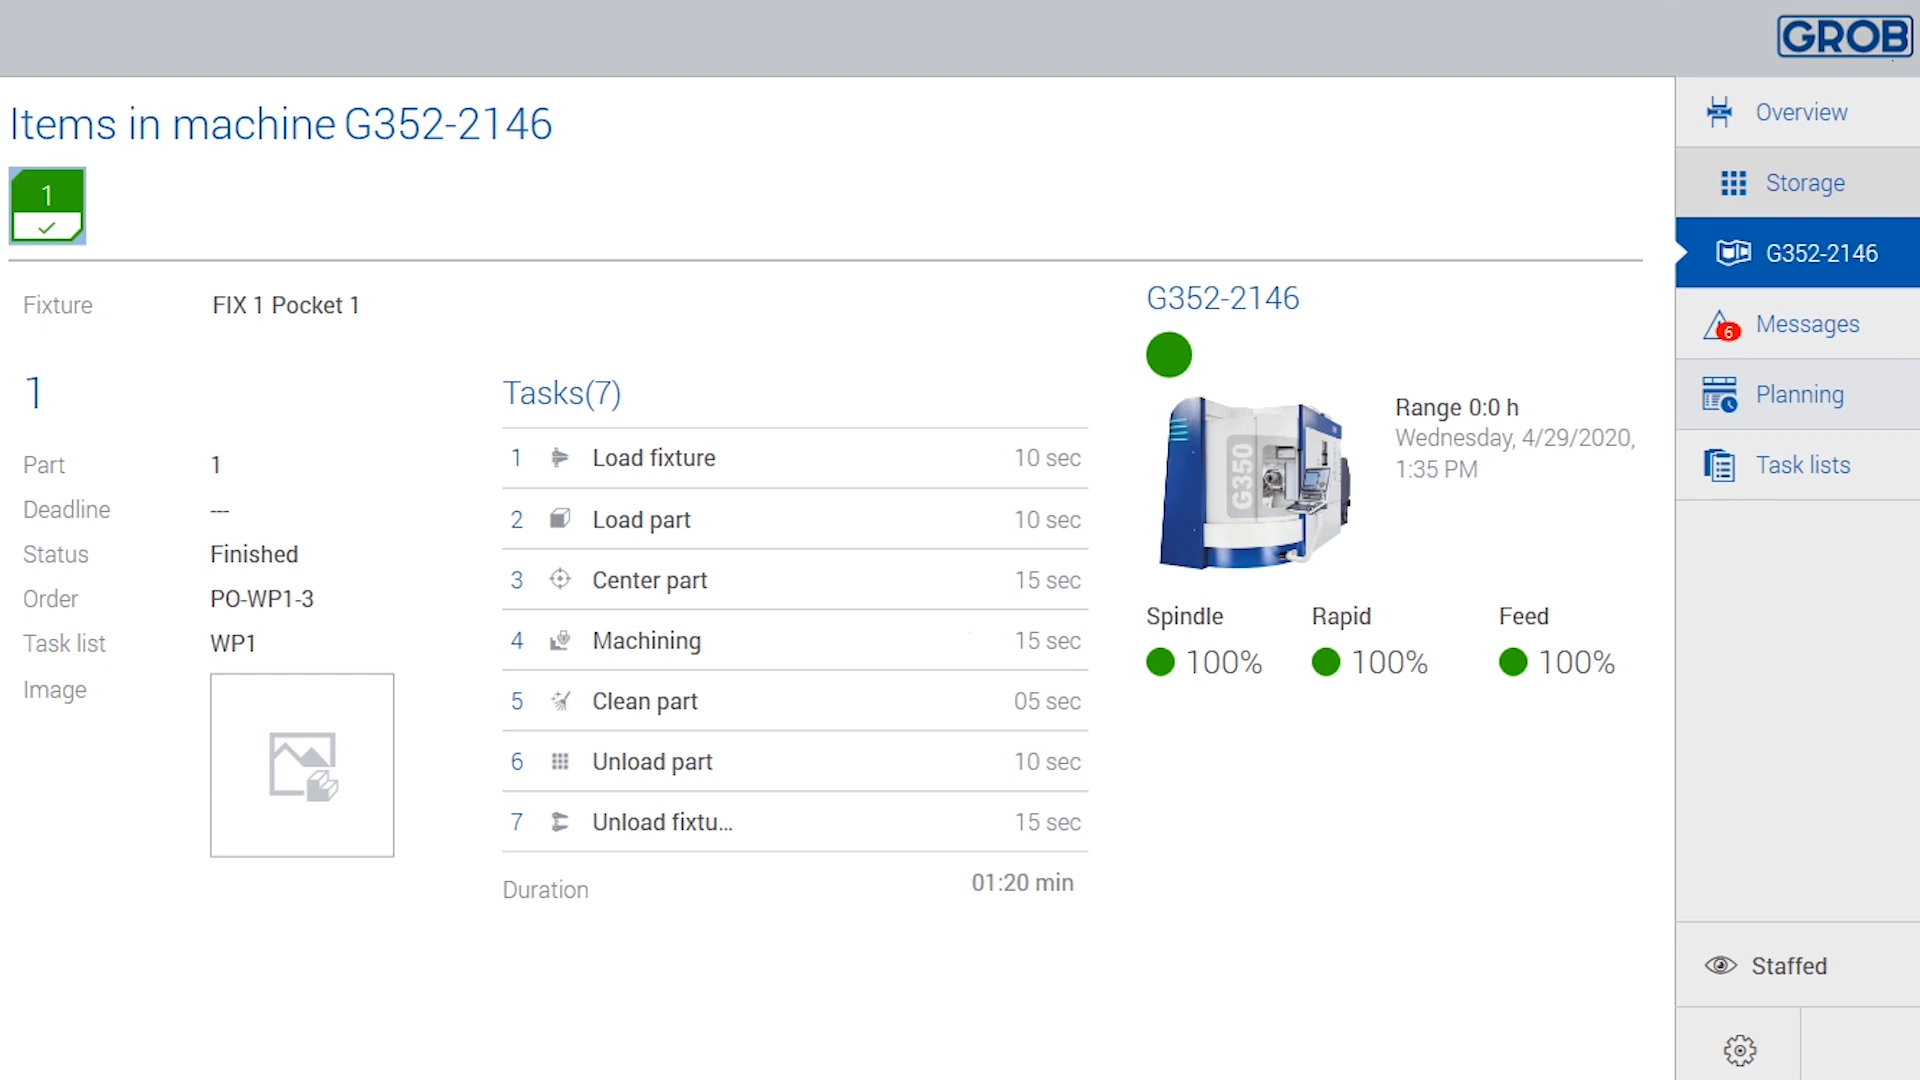 GROB
Items in machine G352-2146
1
Fixture FIX 1 Pocket 1
1
Part 1
Deadline ---
Status Finished
Order PO-WP1-3
Task list WP1
Image
Tasks(7)
1 Load fixture 10 sec
2 Load part 10 sec
3 Center part 15 sec
4 Machining 15 sec
5 Clean part 05 sec
6 Unload part 10 sec
7 Unload fixtu... 15 sec
Duration 01:20 min
G352-2146
G350
Range 0:0 h
Wednesday, 4/29/2020,
1:35 PM
Spindle Rapid Feed
100% 100% 100%
Overview
Storage
G352-2146
6 Messages
Planning
Task lists
Staffed